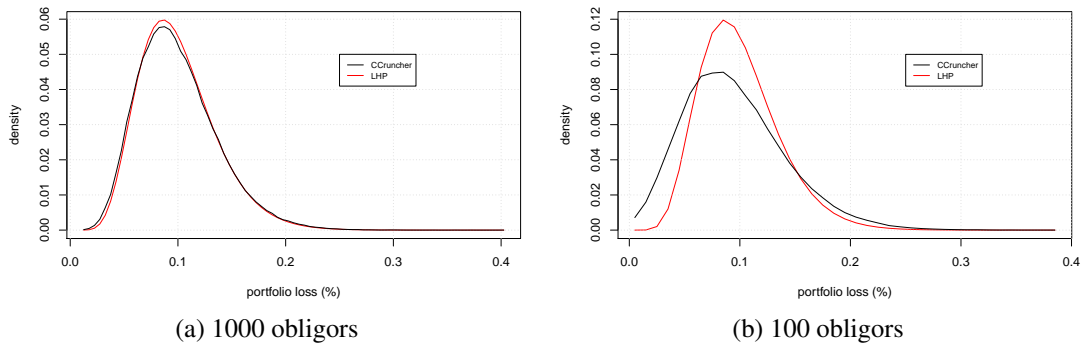 0.06
0.05
0.04
0.03
0.02
0.01
0.00
density
CCruncher
LHP
0.0 0.1 0.2 0.3 0.4
portfolio loss (%)
(a) 1000 obligors
0.12
0.10
0.08
0.06
0.04
0.02
0.00
density
CCruncher
LHP
0.0 0.1 0.2 0.3 0.4
portfolio loss (%)
(b) 100 obligors